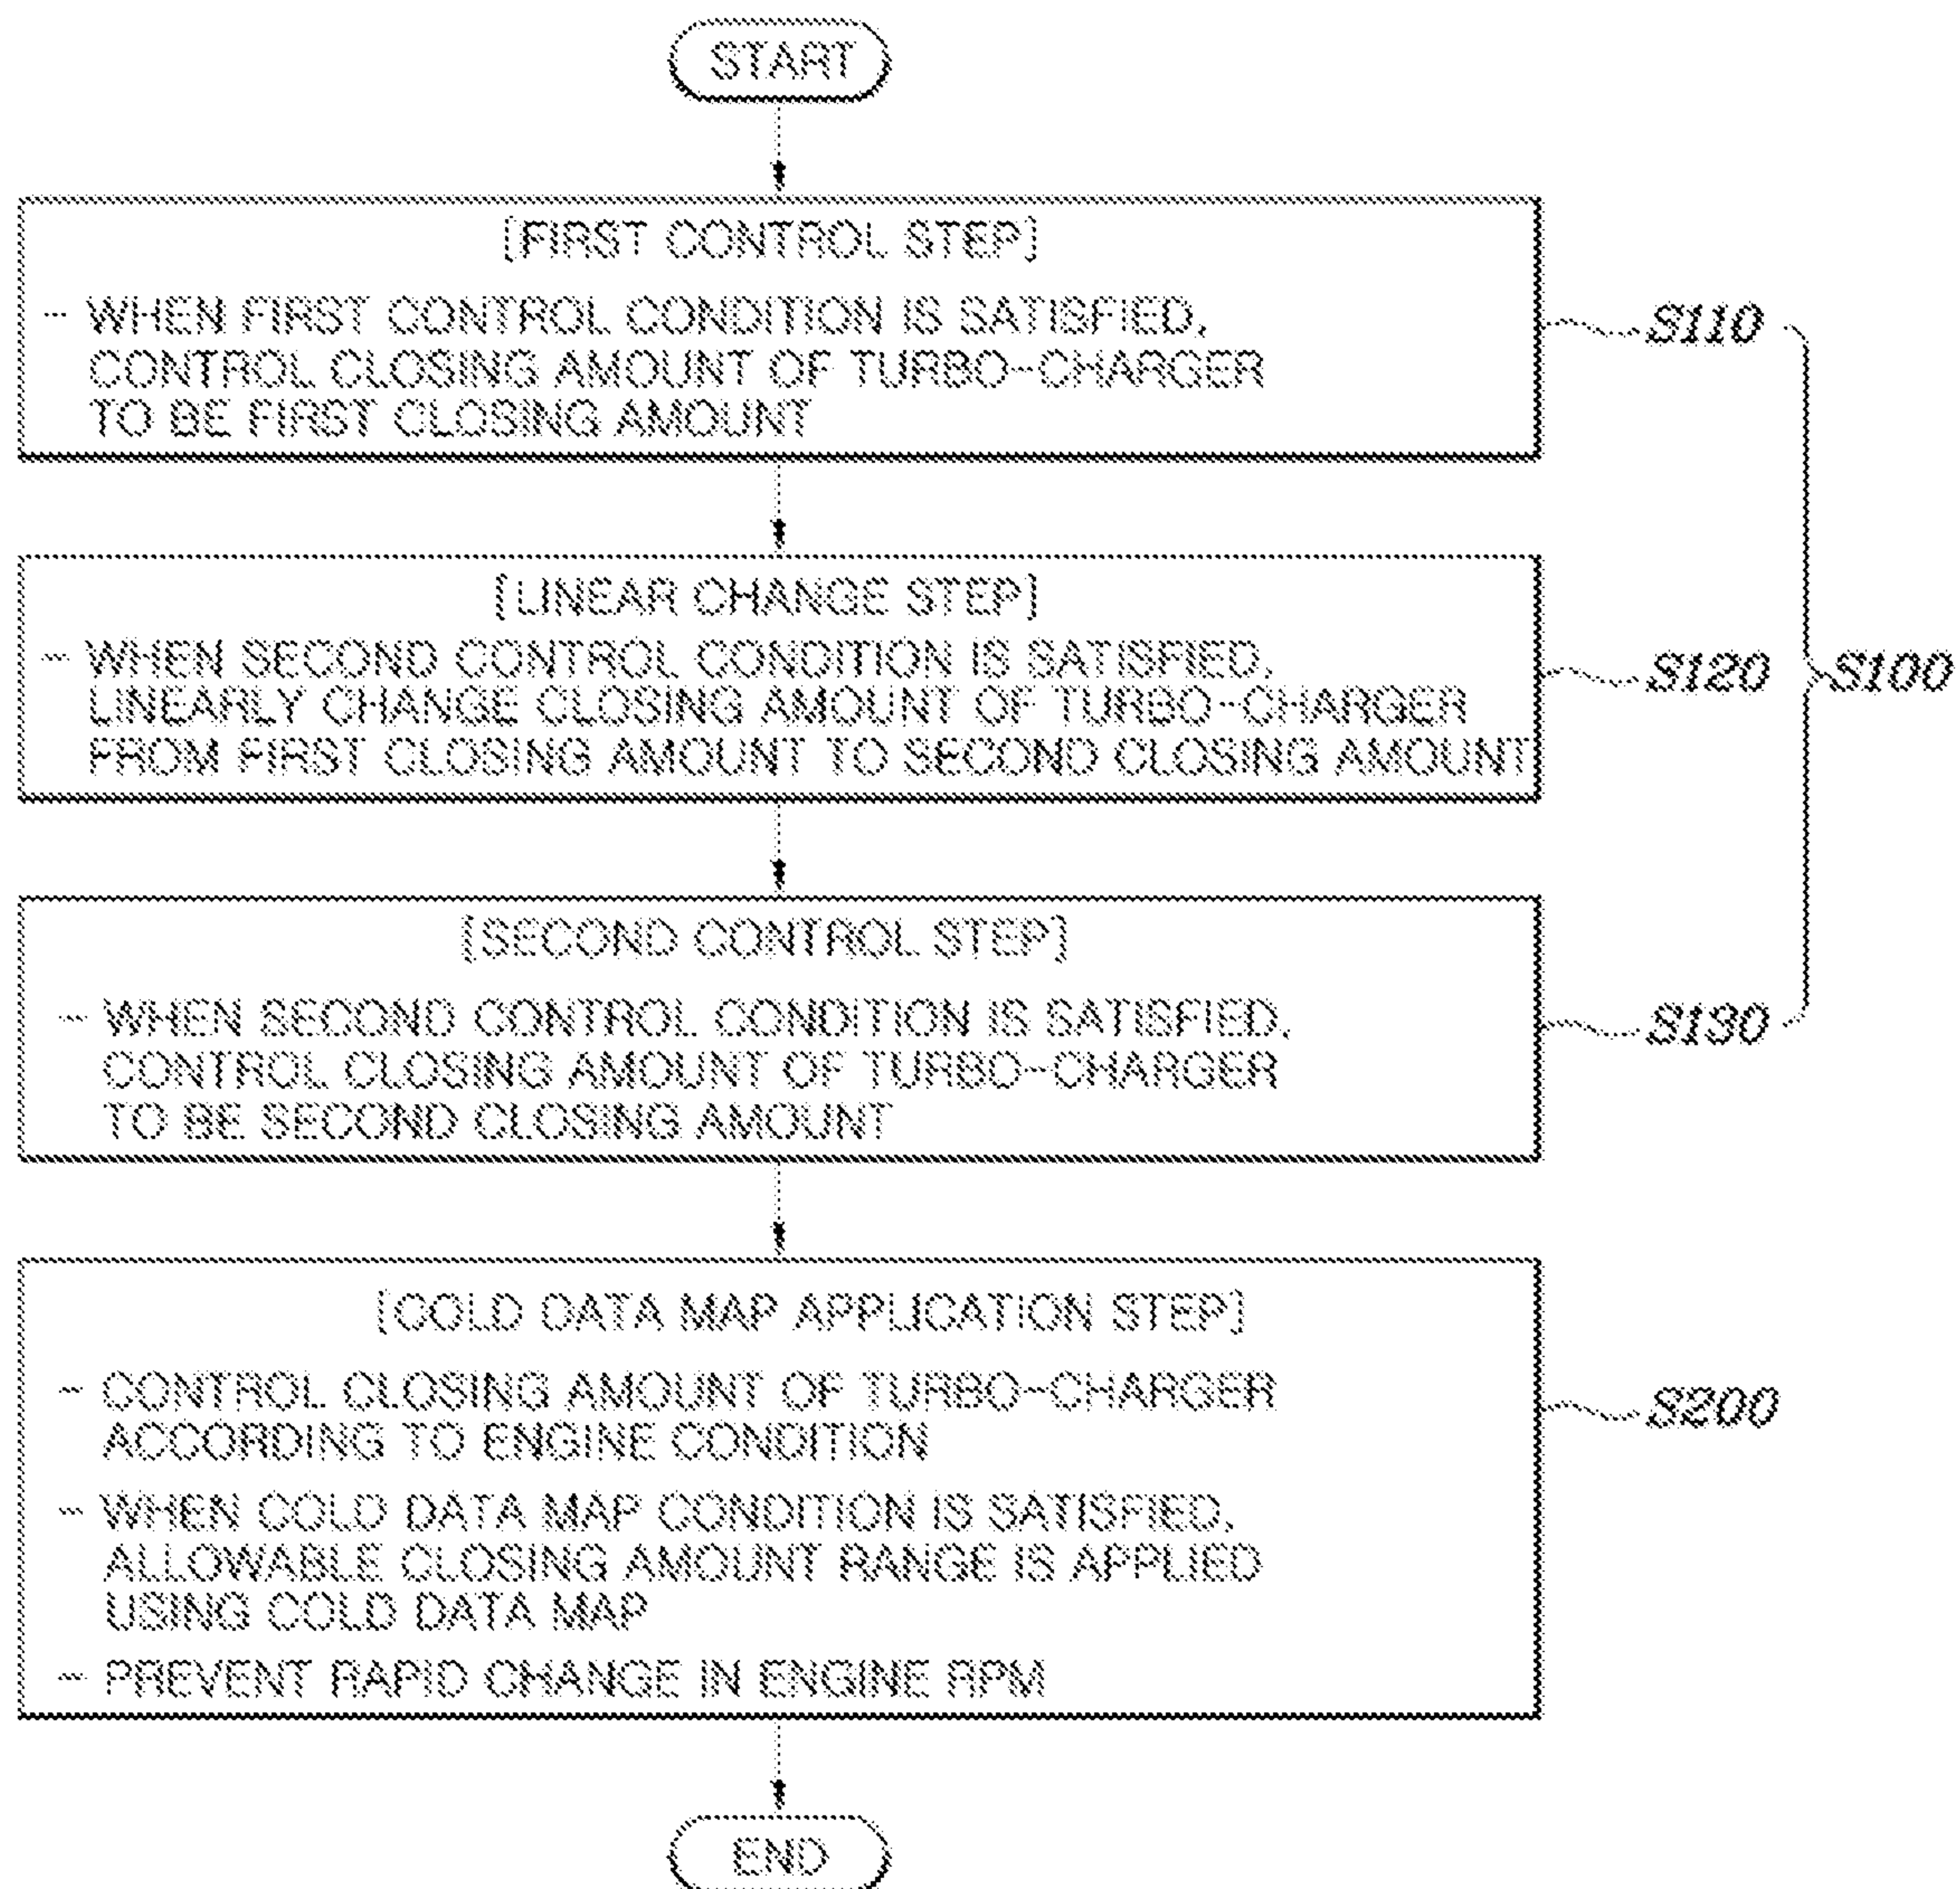 START
[FIRST CONTROL STEP]
- WHEN FIRST CONTROL CONDITION IS SATISFIED,
CONTROL CLOSING AMOUNT OF TURBO-CHARGER
TO BE FIRST CLOSING AMOUNT
S110
[LINEAR CHANGE STEP]
- WHEN SECOND CONTROL CONDITION IS SATISFIED,
LINEARLY CHANGE CLOSING AMOUNT OF TURBO-CHARGER
FROM FIRST CLOSING AMOUNT TO SECOND CLOSING AMOUNT
S120
S100
[SECOND CONTROL STEP]
- WHEN SECOND CONTROL CONDITION IS SATISFIED,
CONTROL CLOSING AMOUNT OF TURBO-CHARGER
TO BE SECOND CLOSING AMOUNT
S130
[COLD DATA MAP APPLICATION STEP]
- CONTROL CLOSING AMOUNT OF TURBO-CHARGER
ACCORDING TO ENGINE CONDITION
- WHEN COLD DATA MAP CONDITION IS SATISFIED,
ALLOWABLE CLOSING AMOUNT RANGE IS APPLIED
USING COLD DATA MAP
- PREVENT RAPID CHANGE IN ENGINE RPM
S200
END